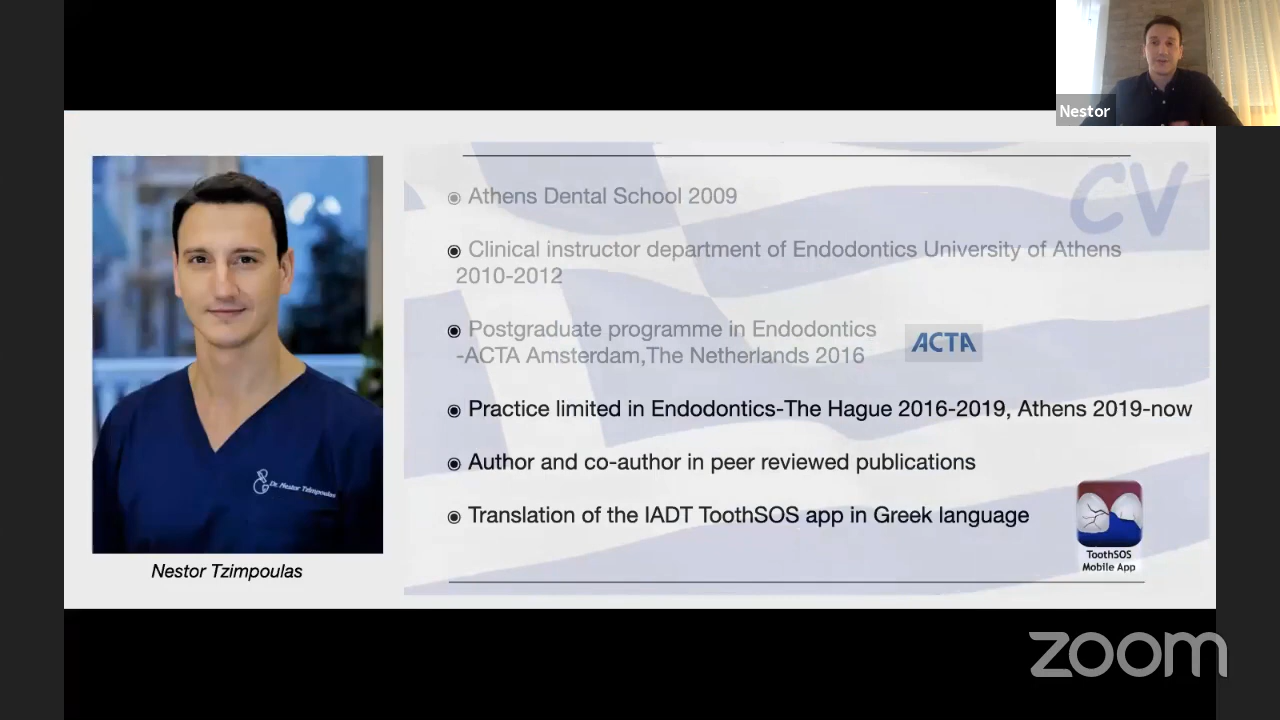 Nestor
CV
Athens Dental School 2009
Clinical instructor department of Endodontics University of Athens
2010-2012
Postgraduate programme in Endodontics
-ACTA Amsterdam,The Netherlands 2016
ACTA
Practice limited in Endodontics-The Hague 2016-2019, Athens 2019-now
Author and co-author in peer reviewed publications
Translation of the IADT ToothSOS app in Greek language
ToothSOS
Mobile App
Dr. Nestor Tzimpoulas
Nestor Tzimpoulas
zoom